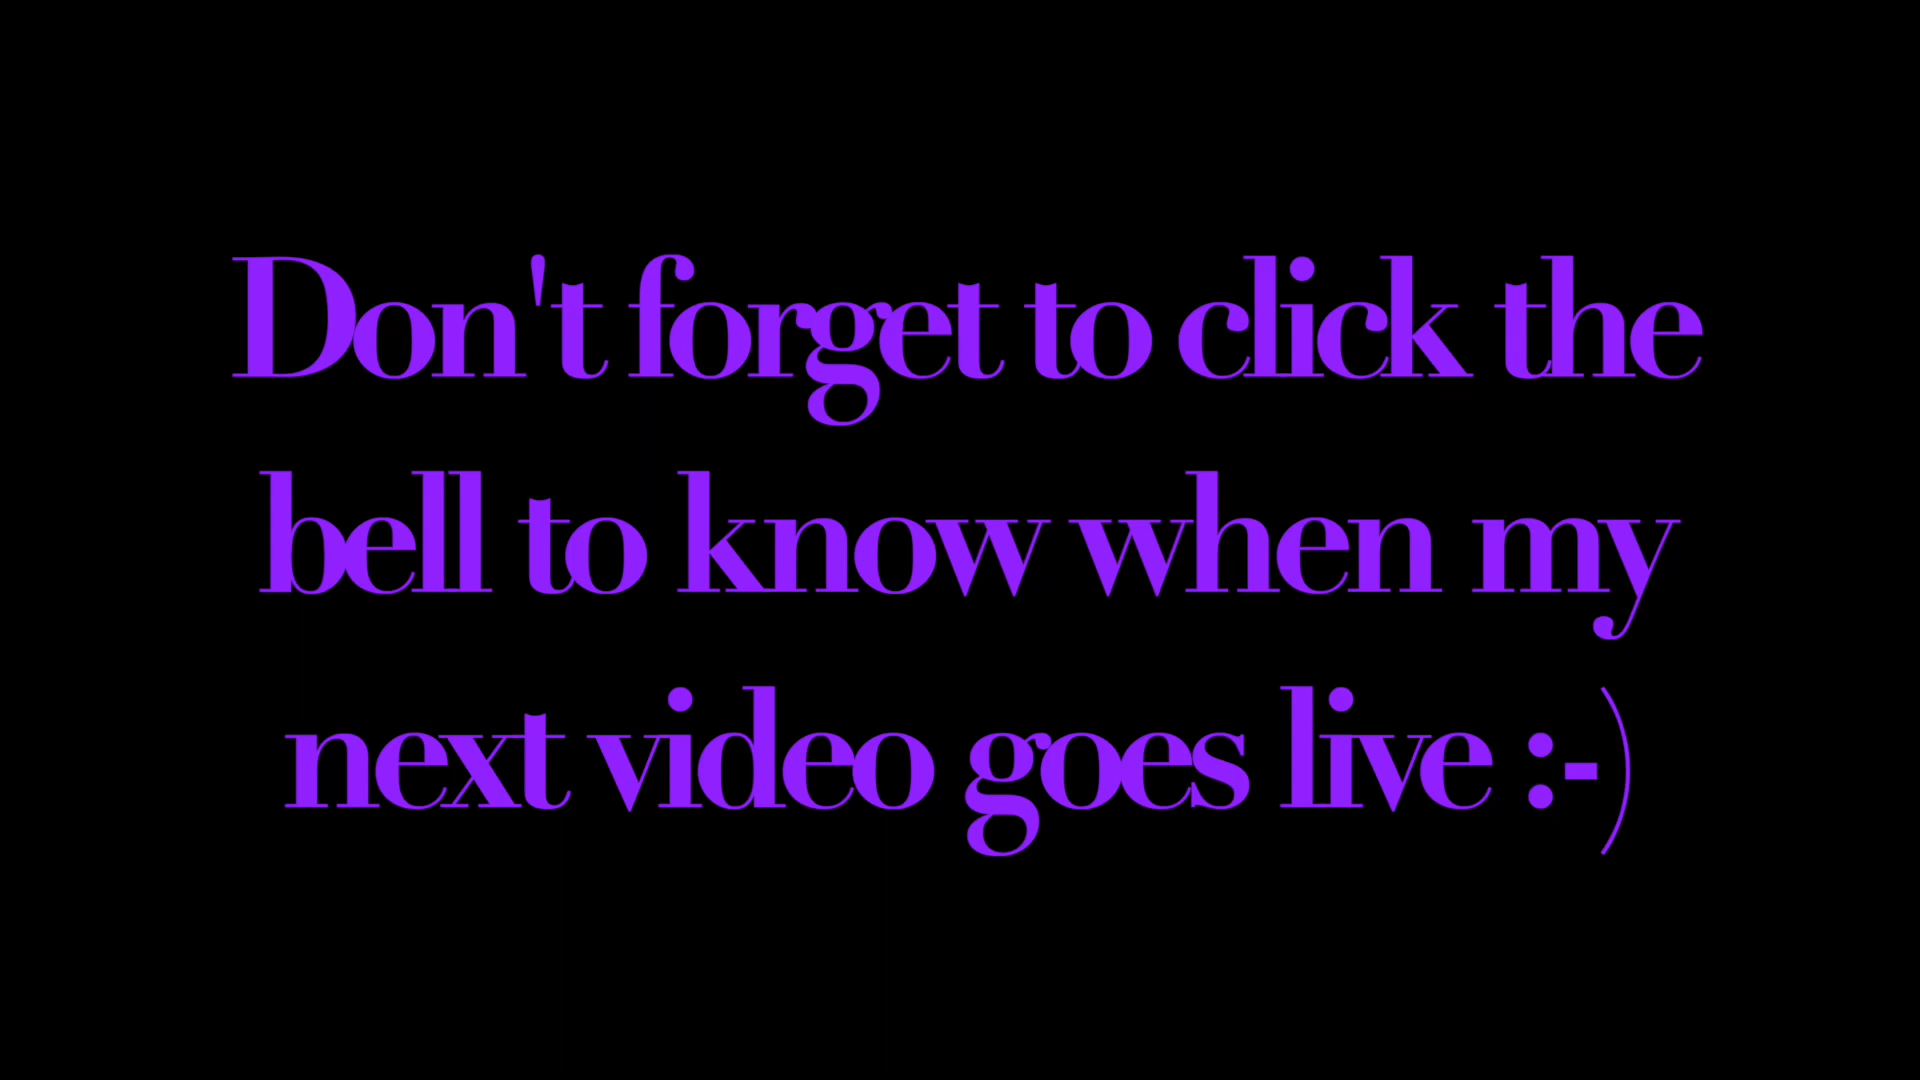 Don't forget to click the
bell to know when my
next video goes live :-)